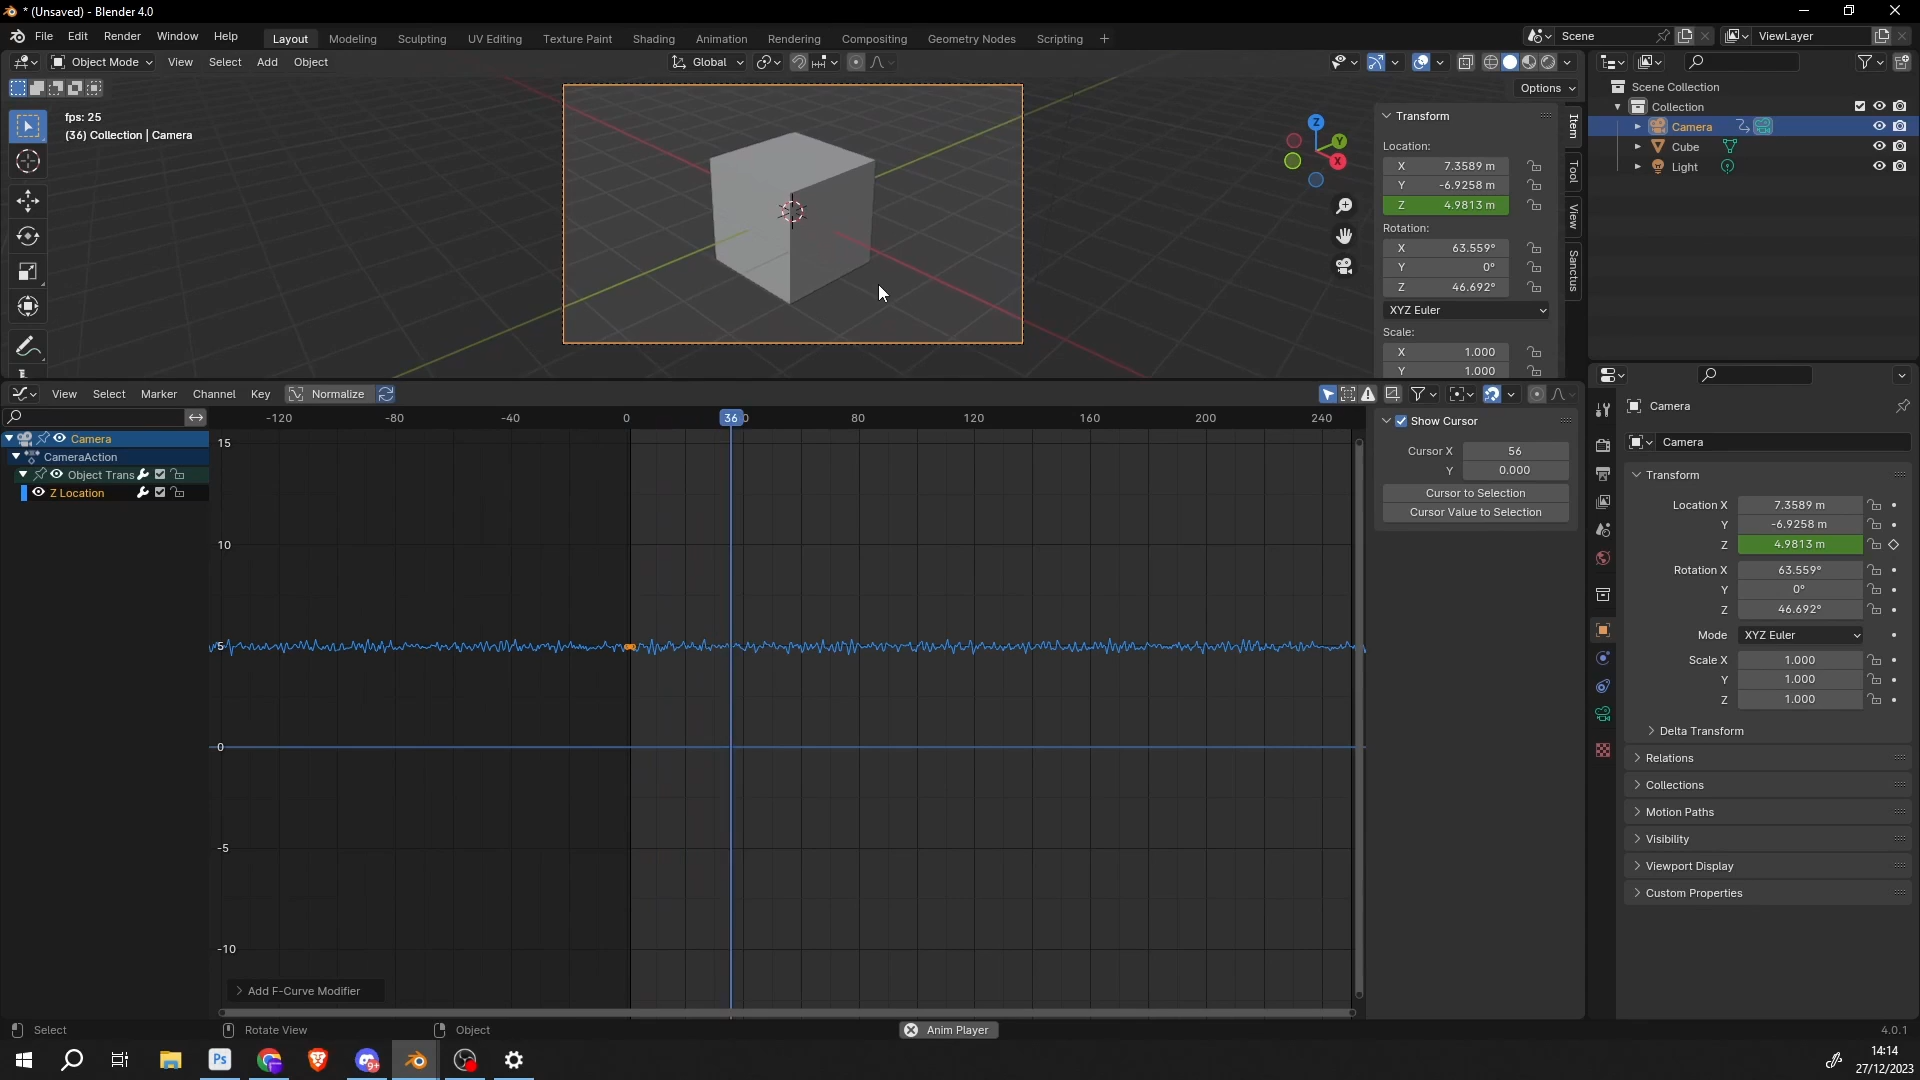 * (Unsaved) - Blender 4.0
File Edit Render Window Help
Layout Modeling Sculpting UV Editing Texture Paint Shading Animation Rendering Compositing Geometry Nodes Scripting +
Scene
ViewLayer
Object Mode View Select Add Object
Global
Options
fps: 25
(36) Collection | Camera
Z
Y
X
Transform
Location:
X 7.3589 m
Y -6.9258 m
Z 4.9813 m
Rotation:
X 63.559°
Y 0°
Z 46.692°
XYZ Euler
Scale:
X 1.000
Y 1.000
Item
Tool
View
Sanctus
Scene Collection
Collection
Camera
Cube
Light
View Select Marker Channel Key Normalize
-120 -80 -40 0 36 0 80 120 160 200 240
Camera
CameraAction
Object Trans
Z Location
15
10
5
0
-5
-10
Add F-Curve Modifier
Show Cursor
Cursor X 56
Y 0.000
Cursor to Selection
Cursor Value to Selection
Camera
Camera
Transform
Location X 7.3589 m
Y -6.9258 m
Z 4.9813 m
Rotation X 63.559°
Y 0°
Z 46.692°
Mode XYZ Euler
Scale X 1.000
Y 1.000
Z 1.000
Delta Transform
Relations
Collections
Motion Paths
Visibility
Viewport Display
Custom Properties
Select Rotate View Object Anim Player 4.0.1
Ps
9+
14:14
27/12/2023